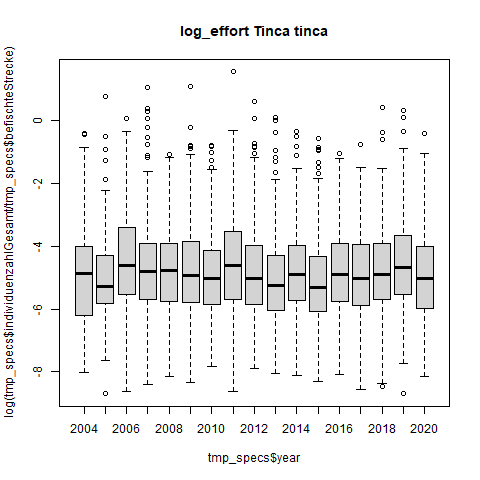 log_effort Tinca tinca
log(tmp_specs$individuenzahlGesamt/tmp_specs$befischteStrecke)
0
-2
-4
-6
-8
2004 2006 2008 2010 2012 2014 2016 2018 2020
tmp_specs$year